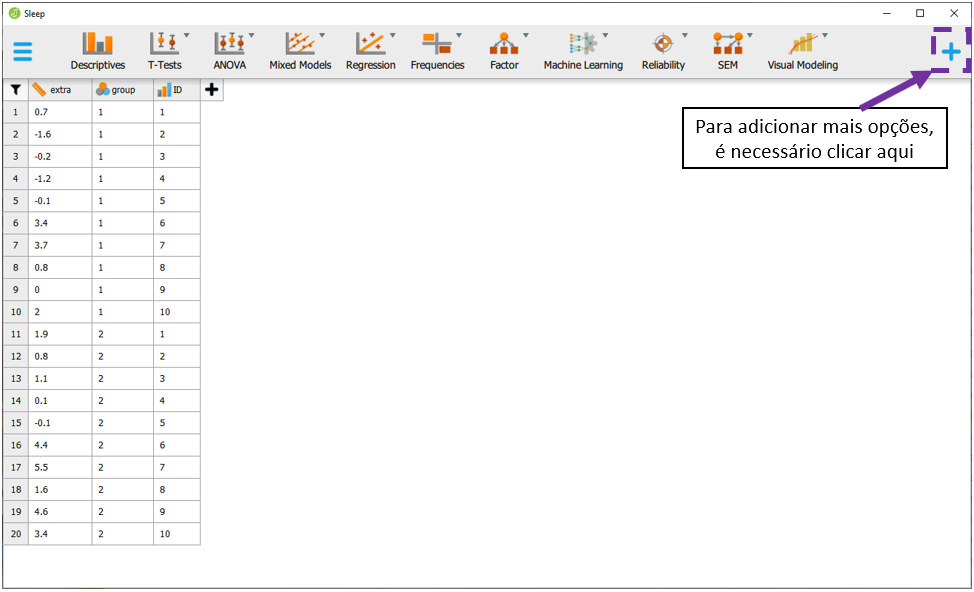 Sleep
Descriptives T-Tests ANOVA Mixed Models Regression Frequencies Factor Machine Learning Reliability SEM Visual Modeling
extra group ID
Para adicionar mais opções,
é necessário clicar aqui
1 0.7 1 1
2 -1.6 1 2
3 -0.2 1 3
4 -1.2 1 4
5 -0.1 1 5
6 3.4 1 6
7 3.7 1 7
8 0.8 1 8
9 0 1 9
10 2 1 10
11 1.9 2 1
12 0.8 2 2
13 1.1 2 3
14 0.1 2 4
15 -0.1 2 5
16 4.4 2 6
17 5.5 2 7
18 1.6 2 8
19 4.6 2 9
20 3.4 2 10